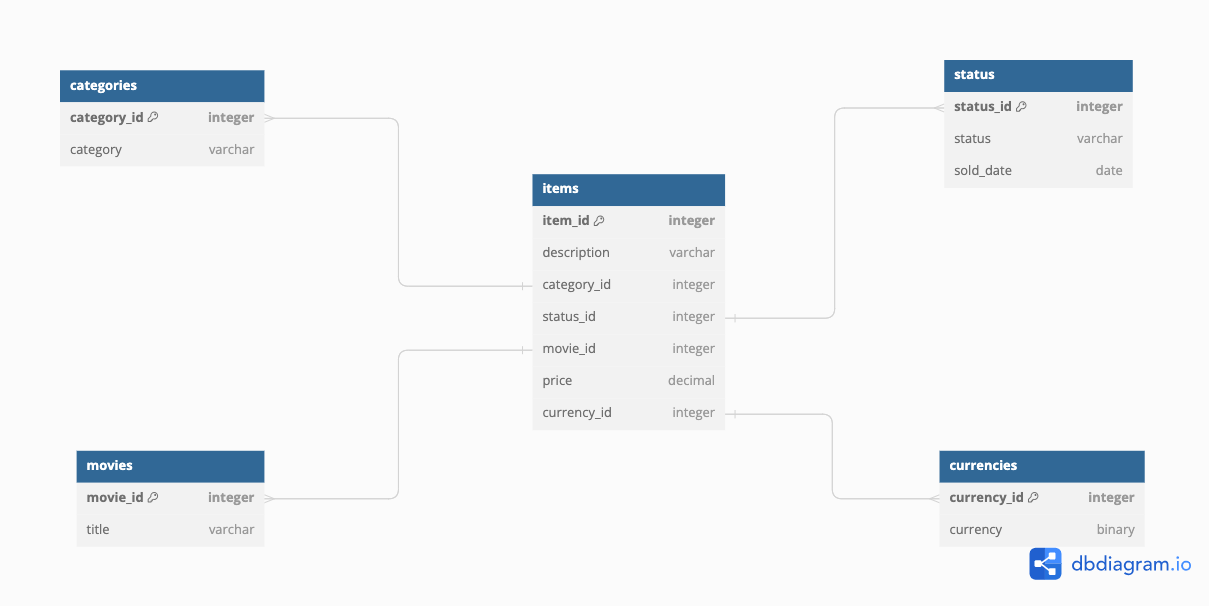 categories
category_id integer
category varchar
status
status_id integer
status varchar
sold_date date
items
item_id integer
description varchar
category_id integer
status_id integer
movie_id integer
price decimal
currency_id integer
movies
movie_id integer
title varchar
currencies
currency_id integer
currency binary
dbdiagram.io